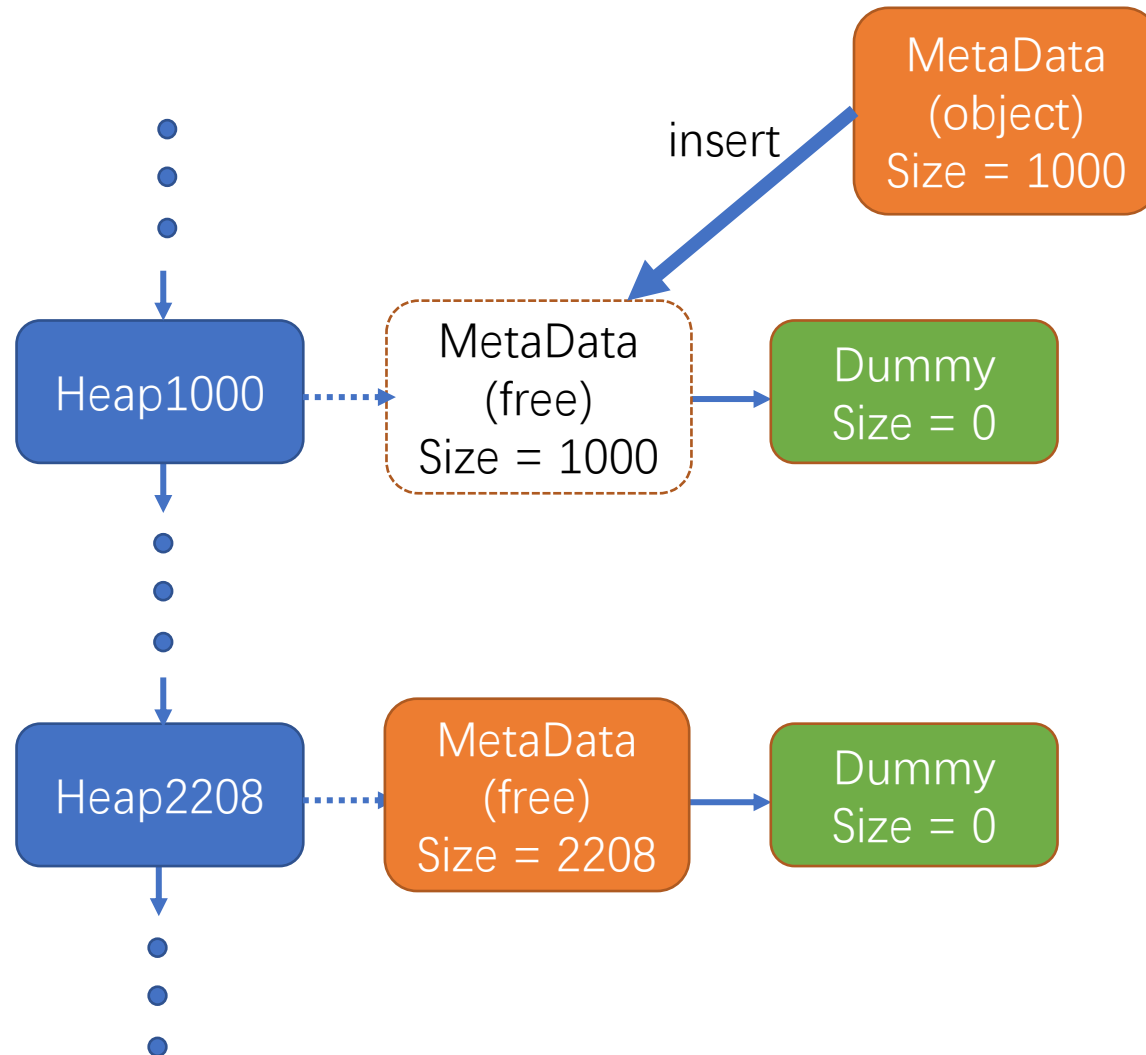 MetaData
(object)
Size = 1000
insert
Heap1000
MetaData
(free)
Size = 1000
Dummy
Size = 0
Heap2208
MetaData
(free)
Size = 2208
Dummy
Size = 0